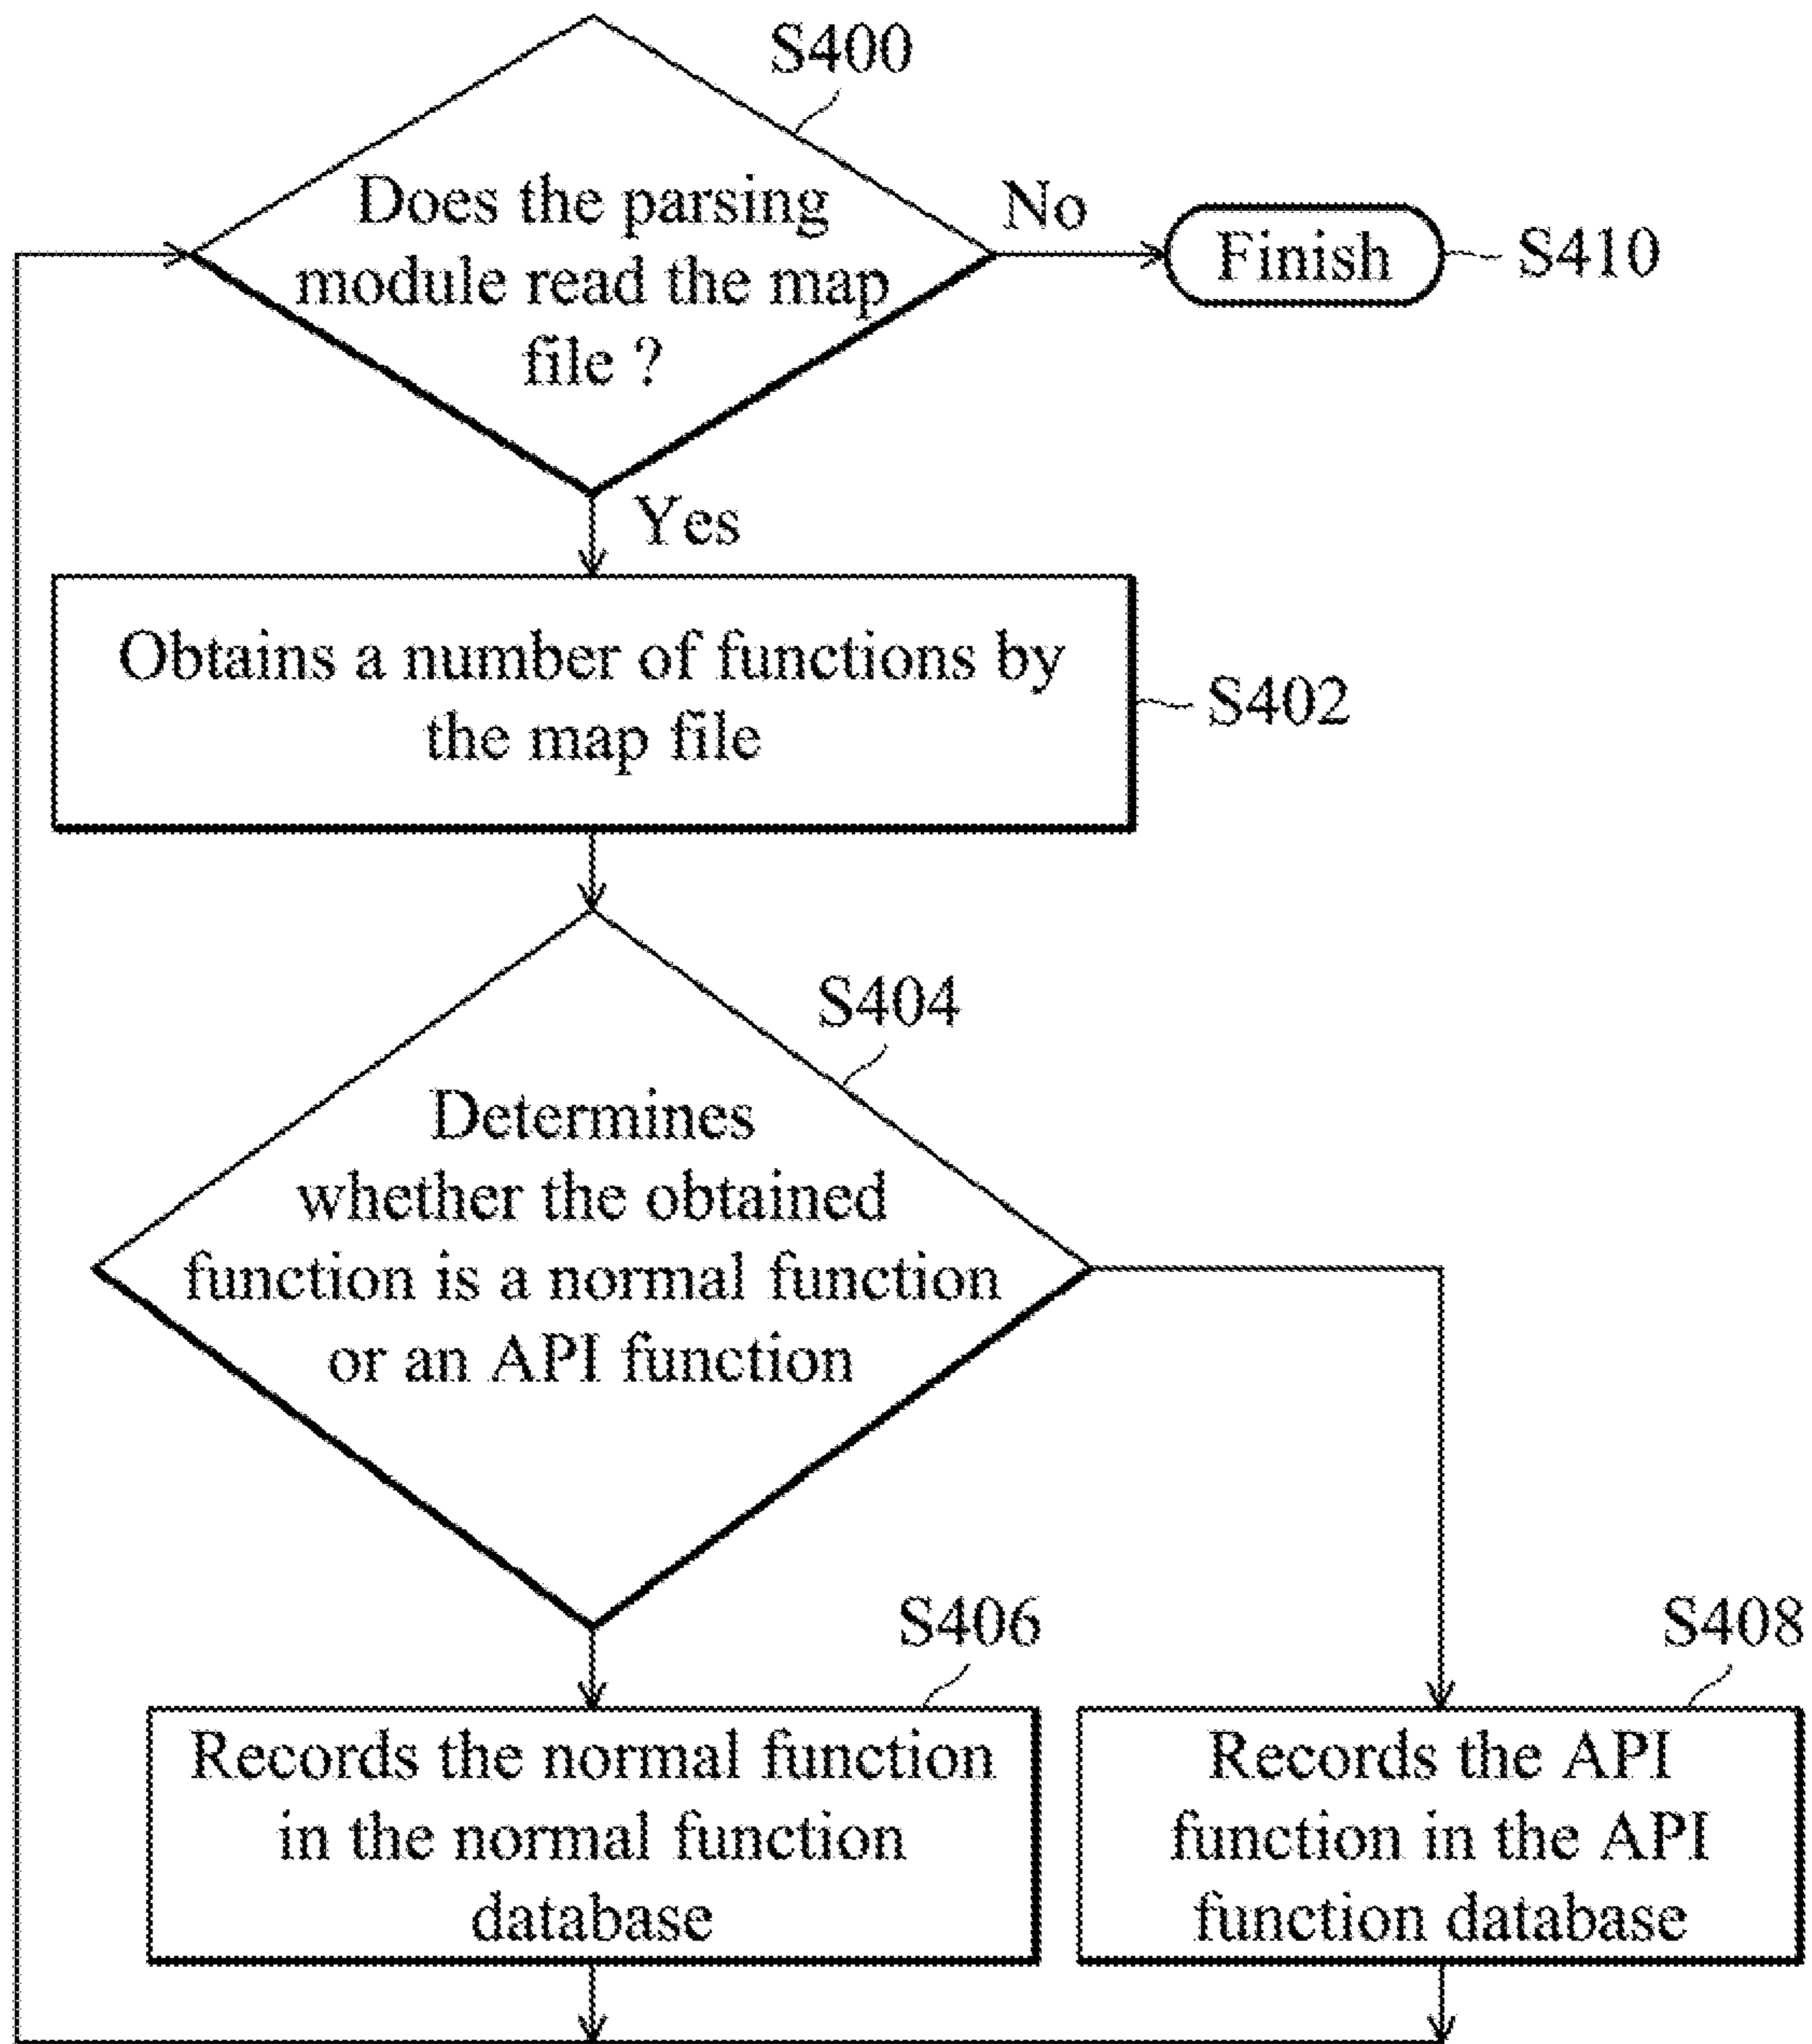 S400
Does the parsing
module read the map
file ?
No
Finish
S410
Yes
Obtains a number of functions by
the map file
S402
S404
Determines
whether the obtained
function is a normal function
or an API function
S406
Records the normal function
in the normal function
database
S408
Records the API
function in the API
function database